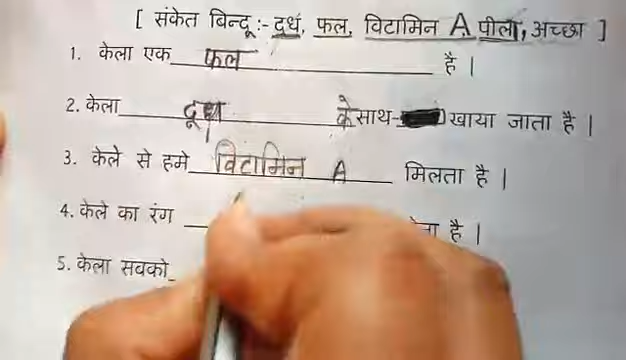 [ संकेत बिन्दू :- दूध, फल, विटामिन A पीला, अच्छा ]
1. केला एक फल है |
2. केला दूध के साथ- खाया जाता है |
3. केले से हमे विटामिन A मिलता है |
4. केले का रंग है |
5. केला सबको